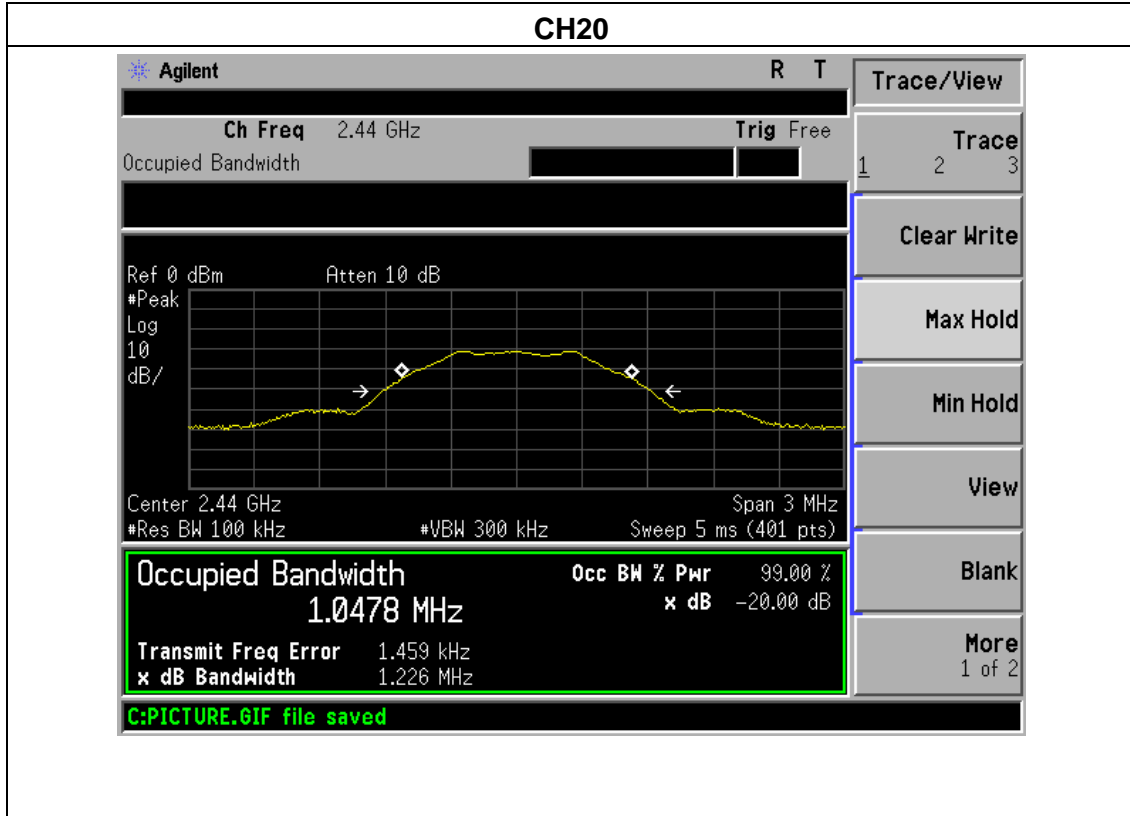 CH20
Agilent R T
Trace/View
Ch Freq 2.44 GHz Trig Free
Occupied Bandwidth
Trace
1 2 3
Clear Write
Ref 0 dBm Atten 10 dB
#Peak
Log
10
dB/
Max Hold
Min Hold
View
Center 2.44 GHz Span 3 MHz
#Res BW 100 kHz #VBW 300 kHz Sweep 5 ms (401 pts)
Occupied Bandwidth Occ BW % Pwr 99.00 %
1.0478 MHz x dB -20.00 dB
Blank
Transmit Freq Error 1.459 kHz
x dB Bandwidth 1.226 MHz
More
1 of 2
C:PICTURE.GIF file saved